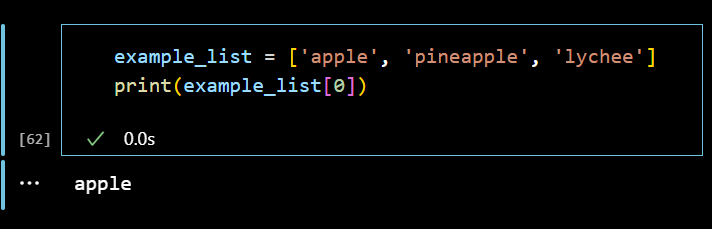 example_list = ['apple', 'pineapple', 'lychee']
print(example_list[0])
[62] ✓ 0.0s
··· apple